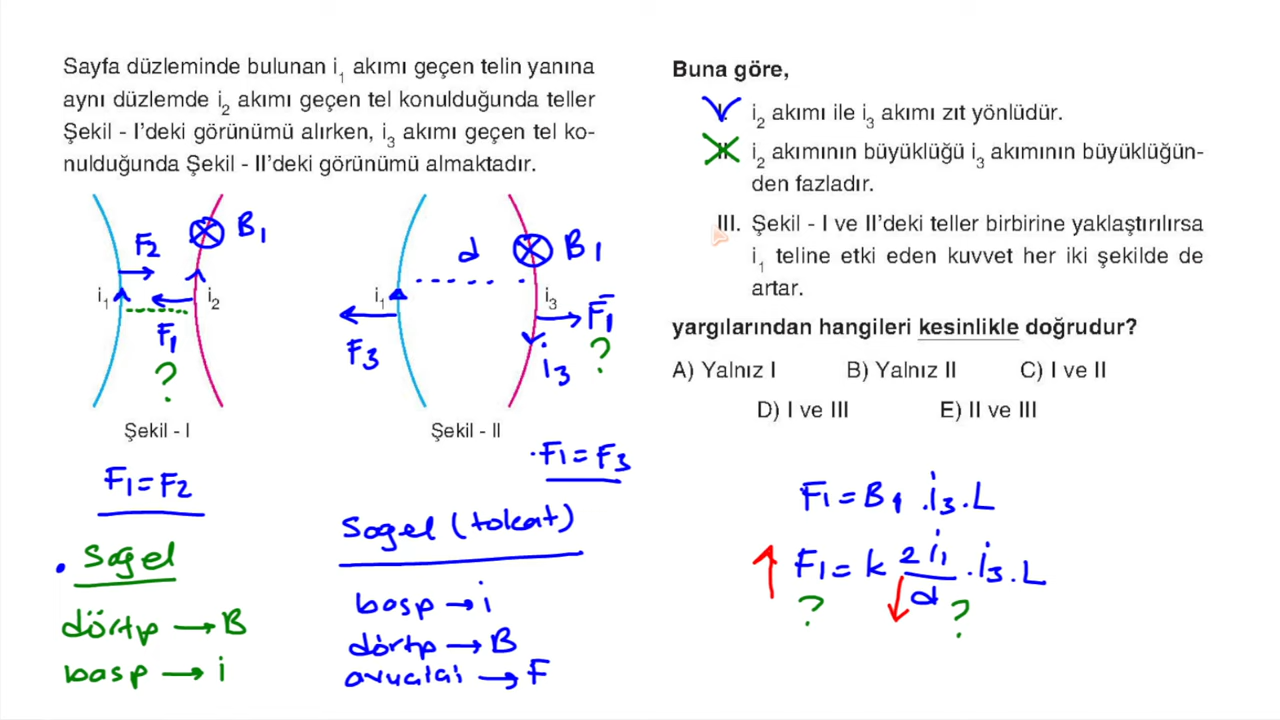 Sayfa düzleminde bulunan i₁ akımı geçen telin yanına
aynı düzlemde i₂ akımı geçen tel konulduğunda teller
Şekil - I'deki görünümü alırken, i₃ akımı geçen tel ko-
nulduğunda Şekil - II'deki görünümü almaktadır.
F₂
B₁
i₁
i₂
F₁
?
Şekil - I
d
B₁
i₁
i₃
F₁
F₃
i₃
?
Şekil - II
F₁ = F₂
F₁ = F₃
Sağel
dörtp → B
başp → i
Sağel (tokat)
başp → i
dörtp → B
avuçiçi → F
Buna göre,
I. i₂ akımı ile i₃ akımı zıt yönlüdür.
II. i₂ akımının büyüklüğü i₃ akımının büyüklüğün-
den fazladır.
III. Şekil - I ve II'deki teller birbirine yaklaştırılırsa
i₁ teline etki eden kuvvet her iki şekilde de
artar.
yargılarından hangileri kesinlikle doğrudur?
A) Yalnız I B) Yalnız II C) I ve II
D) I ve III E) II ve III
F₁ = B₁ . i₃ . L
F₁ = k 2i₁/d . i₃ . L
? ?